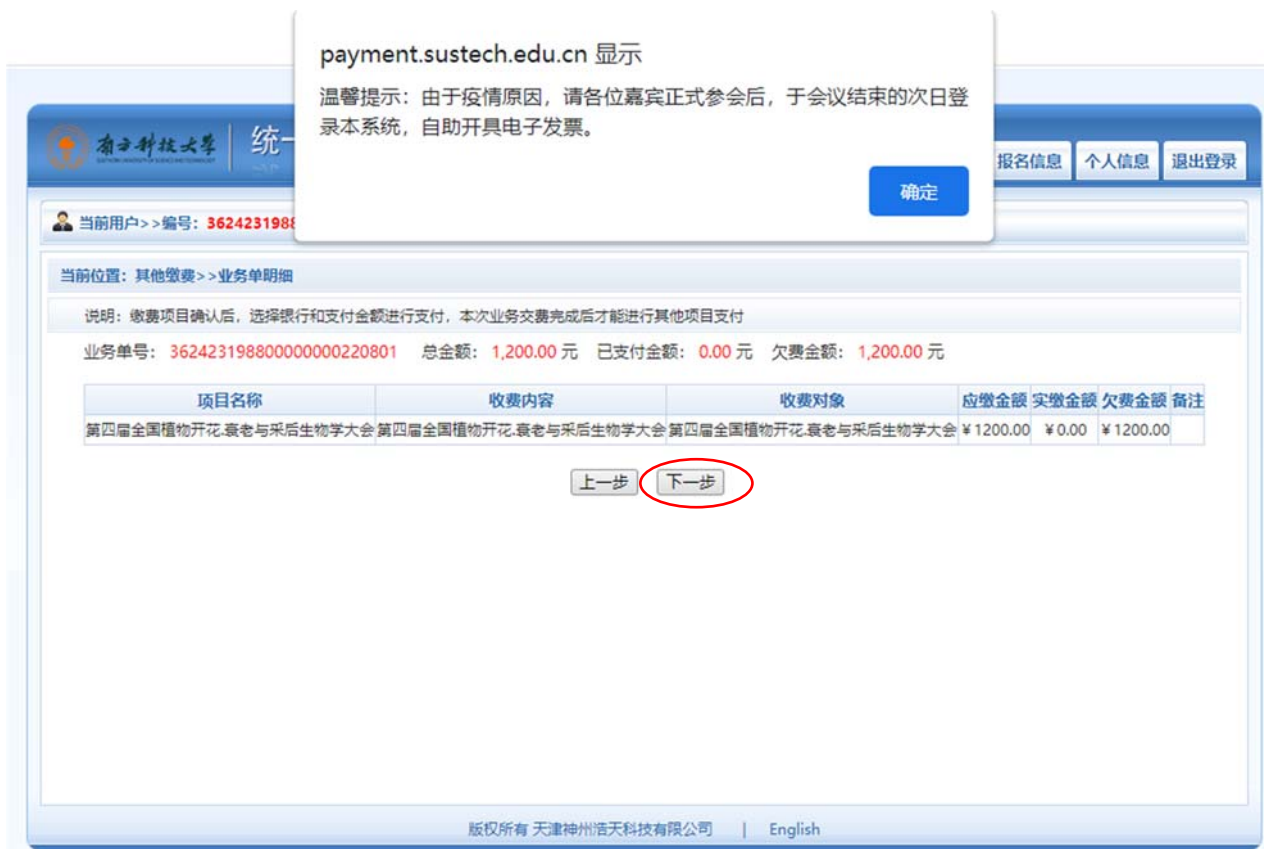 payment.sustech.edu.cn 显示
温馨提示：由于疫情原因，请各位嘉宾正式参会后，于会议结束的次日登
录本系统，自助开具电子发票。
确定
南方科技大学 统一
报名信息 个人信息 退出登录
当前用户>>编号：362423198
当前位置：其他缴费>>业务单明细
说明：缴费项目确认后，选择银行和支付金额进行支付，本次业务交费完成后才能进行其他项目支付
业务单号： 362423198800000000220801 总金额： 1,200.00 元 已支付金额： 0.00 元 欠费金额： 1,200.00 元
项目名称 收费内容 收费对象 应缴金额 实缴金额 欠费金额 备注
第四届全国植物开花.衰老与采后生物学大会 第四届全国植物开花.衰老与采后生物学大会 第四届全国植物开花.衰老与采后生物学大会 ￥1200.00 ￥0.00 ￥1200.00
上一步 下一步
版权所有 天津神州浩天科技有限公司 | English